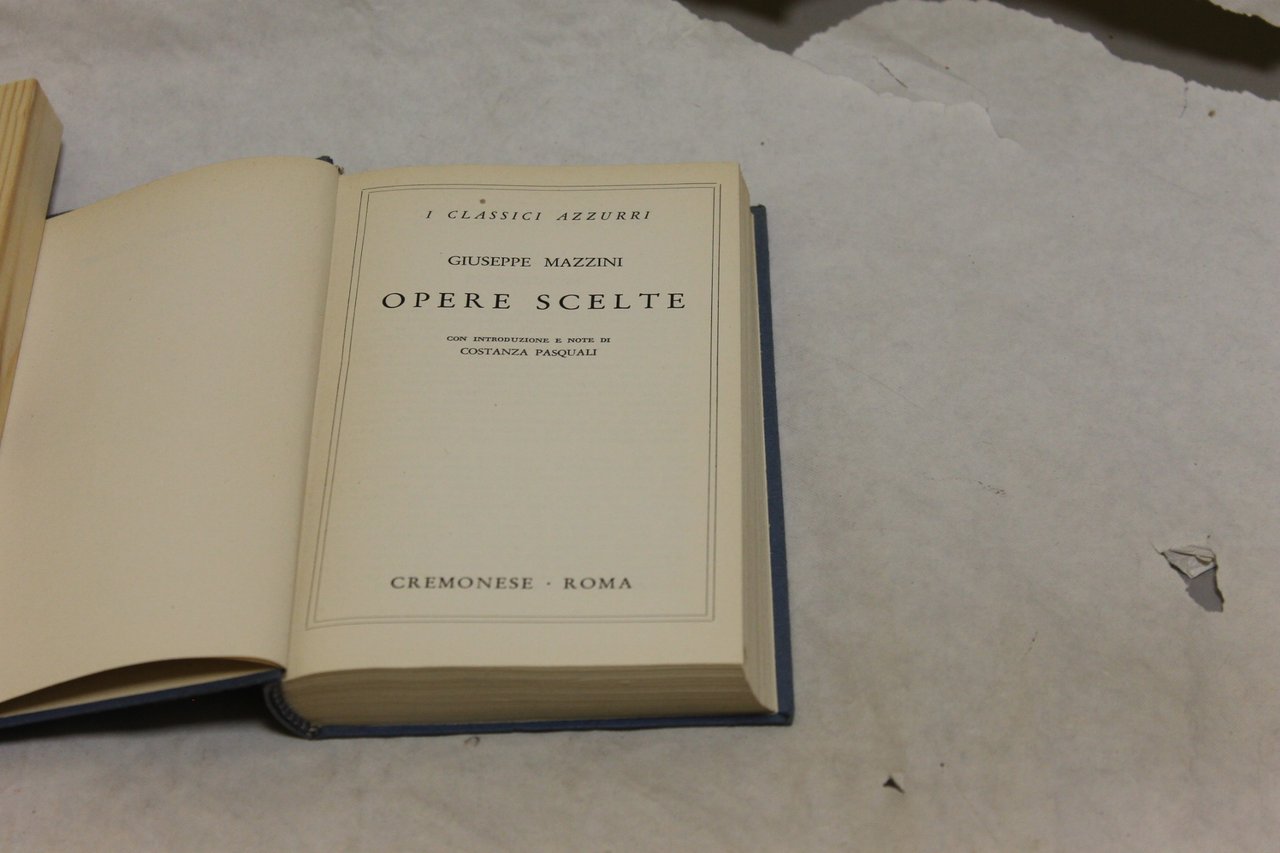 I CLASSICI AZZURRI
GIUSEPPE MAZZINI
OPERE SCELTE
CON INTRODUZIONE E NOTE DI
COSTANZA PASQUALI
CREMONESE · ROMA